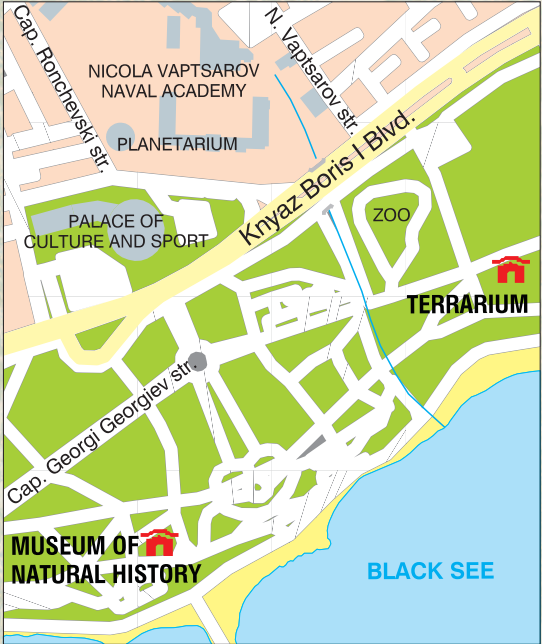 Cap. Ronchevski str.
N. Vaptsarov str.
NICOLA VAPTSAROV
NAVAL ACADEMY
PLANETARIUM
Knyaz Boris I Blvd.
PALACE OF
CULTURE AND SPORT
ZOO
TERRARIUM
Cap. Georgi Georgiev str.
MUSEUM OF
NATURAL HISTORY
BLACK SEE